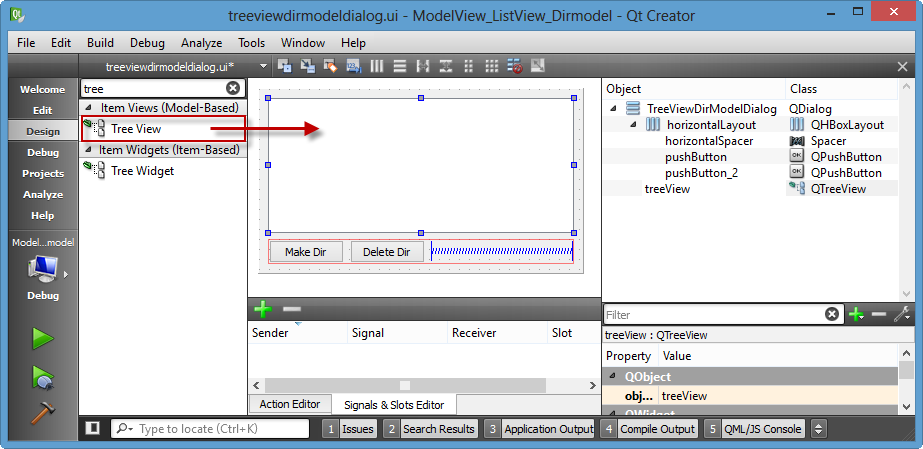 Qt
treeviewdirmodeldialog.ui - ModelView_ListView_Dirmodel - Qt Creator
File Edit Build Debug Analyze Tools Window Help
treeviewdirmodeldialog.ui*
Welcome
Edit
Design
Debug
Projects
Analyze
Help
Model...model
Debug
tree
Item Views (Model-Based)
Tree View
Item Widgets (Item-Based)
Tree Widget
Make Dir Delete Dir
Sender Signal Receiver Slot
Action Editor Signals & Slots Editor
Object Class
TreeViewDirModelDialog QDialog
horizontalLayout QHBoxLayout
horizontalSpacer Spacer
pushButton OK QPushButton
pushButton_2 OK QPushButton
treeView QTreeView
Filter
treeView : QTreeView
Property Value
QObject
obj... treeView
QWidget
Type to locate (Ctrl+K) 1 Issues 2 Search Results 3 Application Output 4 Compile Output 5 QML/JS Console